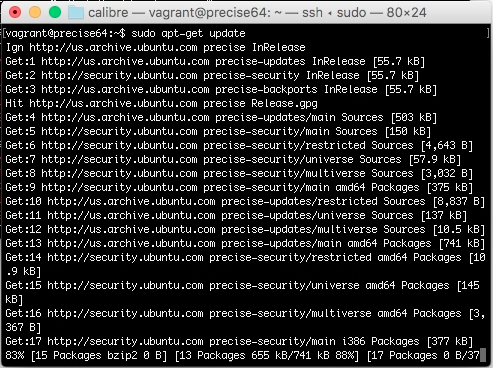 calibre — vagrant@precise64: ~ — ssh ‹ sudo — 80×24
[vagrant@precise64:~$ sudo apt-get update ]
Ign http://us.archive.ubuntu.com precise InRelease
Get:1 http://us.archive.ubuntu.com precise-updates InRelease [55.7 kB]
Get:2 http://security.ubuntu.com precise-security InRelease [55.7 kB]
Get:3 http://us.archive.ubuntu.com precise-backports InRelease [55.7 kB]
Hit http://us.archive.ubuntu.com precise Release.gpg
Get:4 http://us.archive.ubuntu.com precise-updates/main Sources [503 kB]
Get:5 http://security.ubuntu.com precise-security/main Sources [150 kB]
Get:6 http://security.ubuntu.com precise-security/restricted Sources [4,643 B]
Get:7 http://security.ubuntu.com precise-security/universe Sources [57.9 kB]
Get:8 http://security.ubuntu.com precise-security/multiverse Sources [3,032 B]
Get:9 http://security.ubuntu.com precise-security/main amd64 Packages [375 kB]
Get:10 http://us.archive.ubuntu.com precise-updates/restricted Sources [8,837 B]
Get:11 http://us.archive.ubuntu.com precise-updates/universe Sources [137 kB]
Get:12 http://us.archive.ubuntu.com precise-updates/multiverse Sources [10.5 kB]
Get:13 http://us.archive.ubuntu.com precise-updates/main amd64 Packages [741 kB]
Get:14 http://security.ubuntu.com precise-security/restricted amd64 Packages [10
.9 kB]
Get:15 http://security.ubuntu.com precise-security/universe amd64 Packages [145
kB]
Get:16 http://security.ubuntu.com precise-security/multiverse amd64 Packages [3,
367 B]
Get:17 http://security.ubuntu.com precise-security/main i386 Packages [377 kB]
83% [15 Packages bzip2 0 B] [13 Packages 655 kB/741 kB 88%] [17 Packages 0 B/37